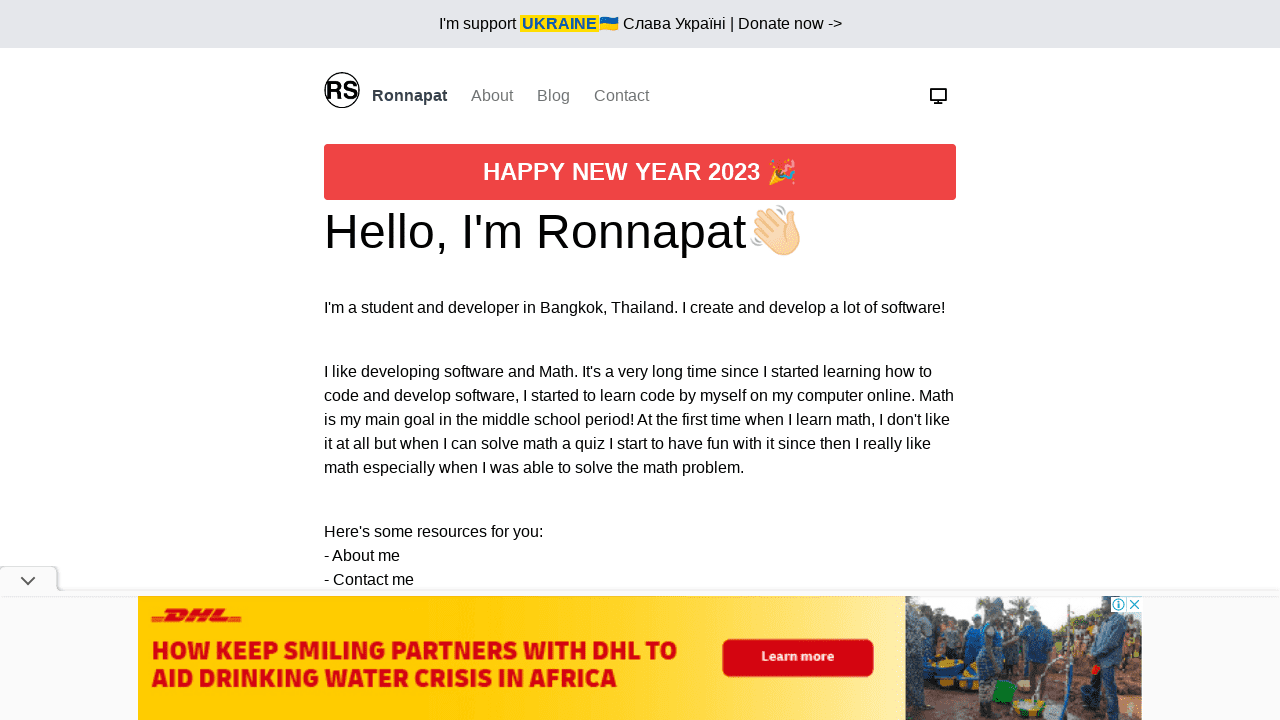 I'm support UKRAINE🇺🇦 Слава Україні | Donate now ->
RS Ronnapat About Blog Contact
HAPPY NEW YEAR 2023 🎉
Hello, I'm Ronnapat👋🏻
I'm a student and developer in Bangkok, Thailand. I create and develop a lot of software!
I like developing software and Math. It's a very long time since I started learning how to
code and develop software, I started to learn code by myself on my computer online. Math
is my main goal in the middle school period! At the first time when I learn math, I don't like
it at all but when I can solve math a quiz I start to have fun with it since then I really like
math especially when I was able to solve the math problem.
Here's some resources for you:
- About me
- Contact me
DHL
HOW KEEP SMILING PARTNERS WITH DHL TO
AID DRINKING WATER CRISIS IN AFRICA
Learn more